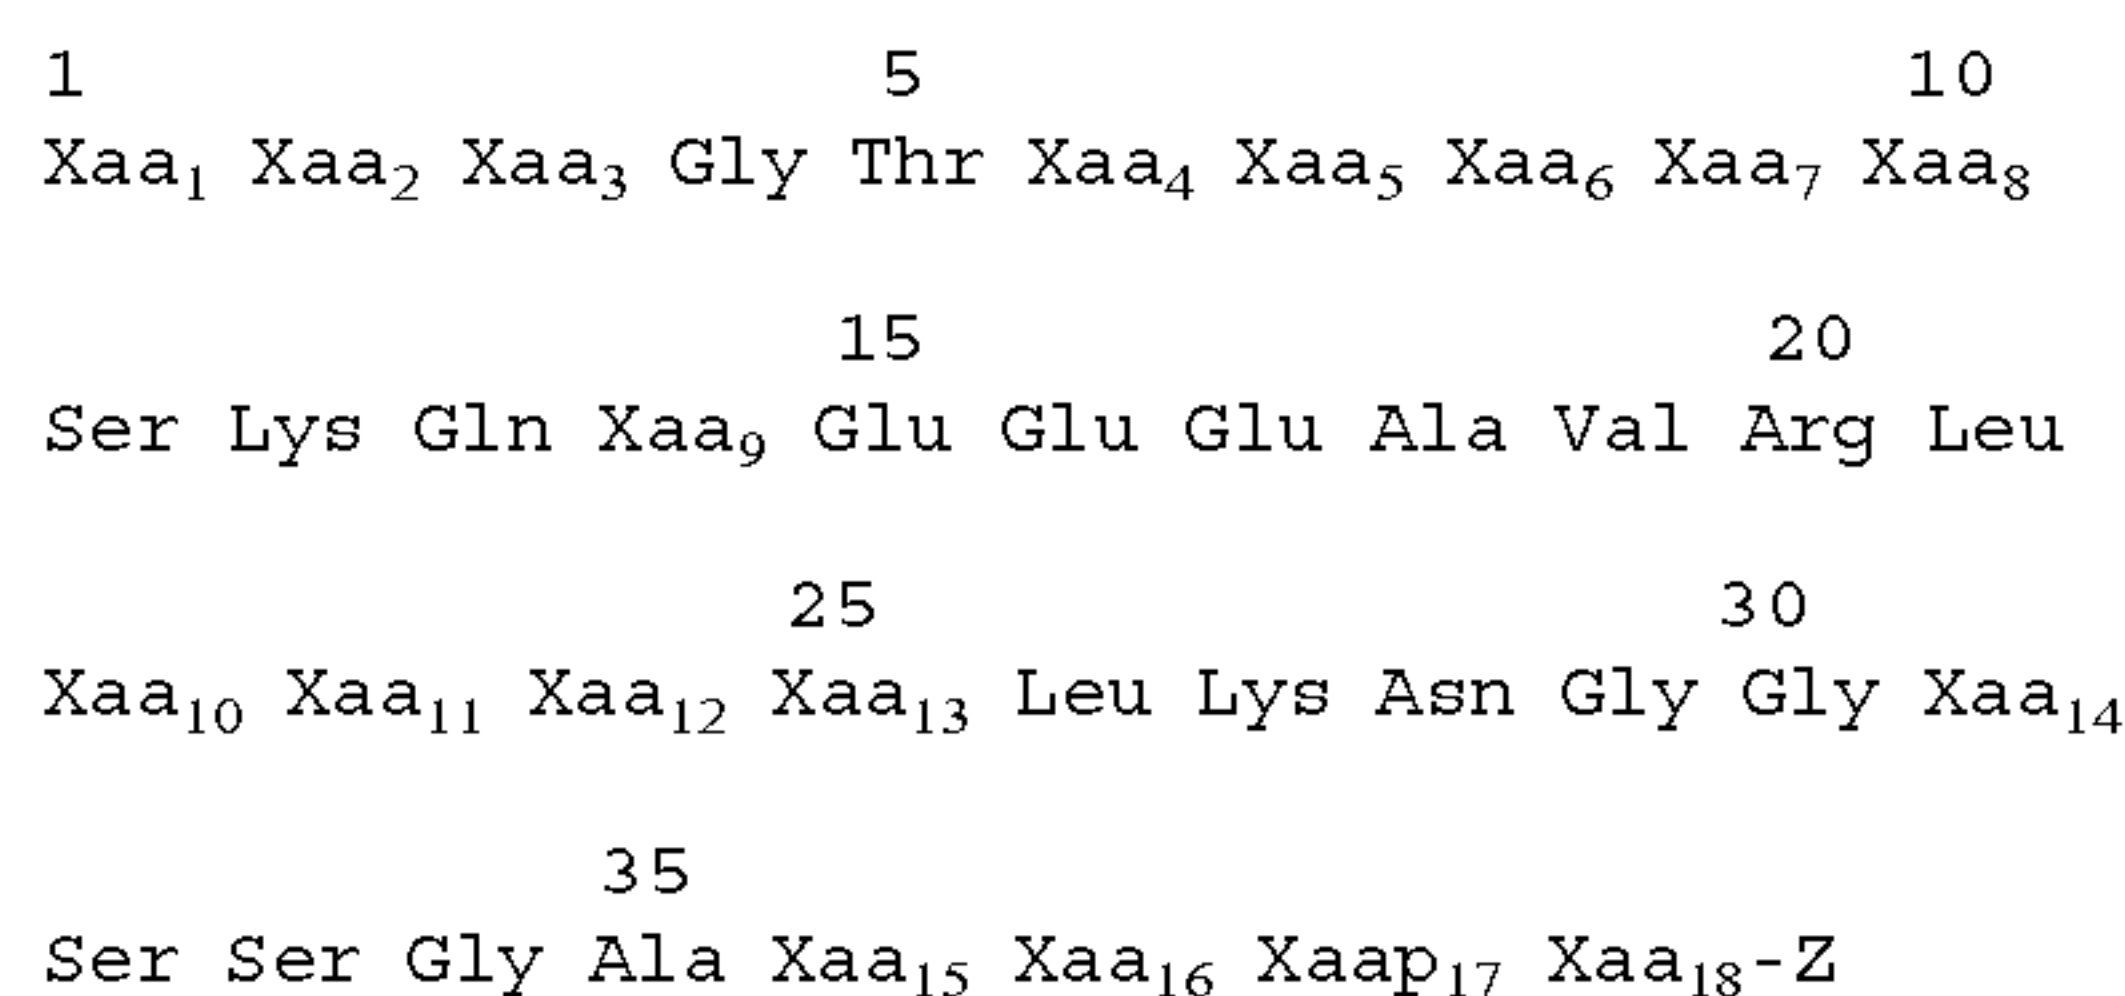 1 5 10
Xaa₁ Xaa₂ Xaa₃ Gly Thr Xaa₄ Xaa₅ Xaa₆ Xaa₇ Xaa₈
15 20
Ser Lys Gln Xaa₉ Glu Glu Glu Ala Val Arg Leu
25 30
Xaa₁₀ Xaa₁₁ Xaa₁₂ Xaa₁₃ Leu Lys Asn Gly Gly Xaa₁₄
35
Ser Ser Gly Ala Xaa₁₅ Xaa₁₆ Xaap₁₇ Xaa₁₈-Z